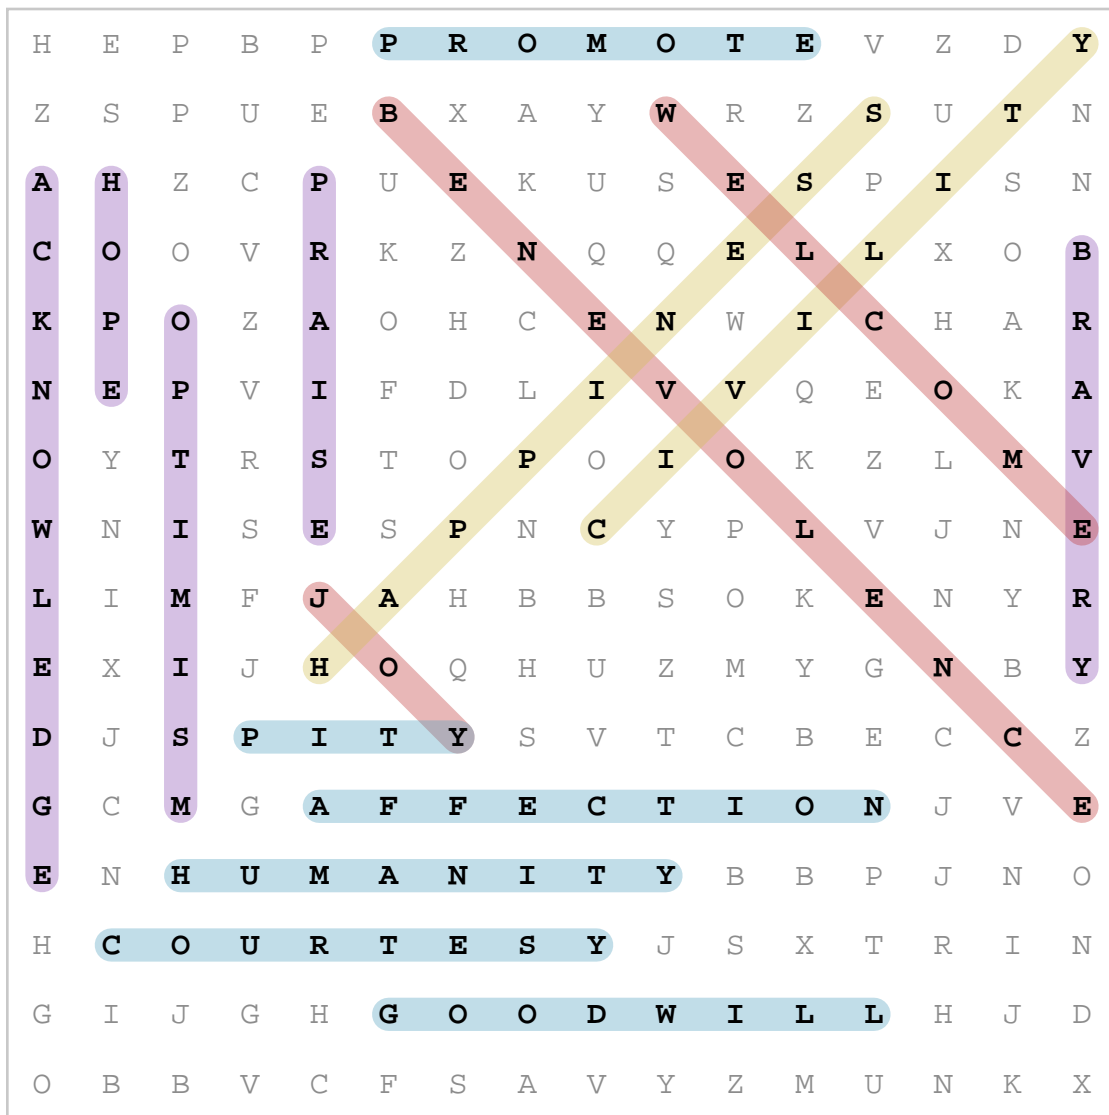 H E P B P P R O M O T E V Z D Y
Z S P U E B X A Y W R Z S U T N
A H Z C P U E K U S E S P I S N
C O O V R K Z N Q Q E L L X O B
K P O Z A O H C E N W I C H A R
N E P V I F D L I V V Q E O K A
O Y T R S T O P O I O K Z L M V
W N I S E S P N C Y P L V J N E
L I M F J A H B B S O K E N Y R
E X I J H O Q H U Z M Y G N B Y
D J S P I T Y S V T C B E C C Z
G C M G A F F E C T I O N J V E
E N H U M A N I T Y B B P J N O
H C O U R T E S Y J S X T R I N
G I J G H G O O D W I L L H J D
O B B V C F S A V Y Z M U N K X